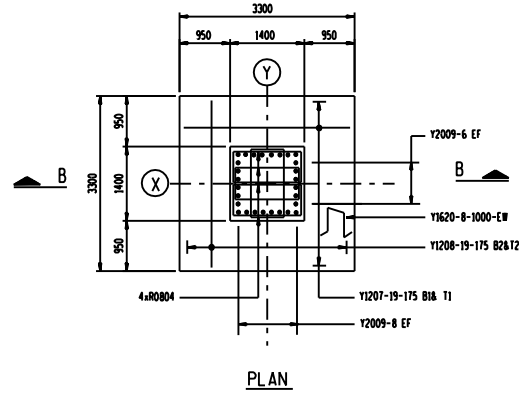 3300
950
1400
950
Y
950
3300
1400
950
X
B
B
Y2009-6 EF
Y1620-8-1000-EW
Y1208-19-175 B2&T2
4xR0804
Y1207-19-175 B1& T1
Y2009-8 EF
PLAN